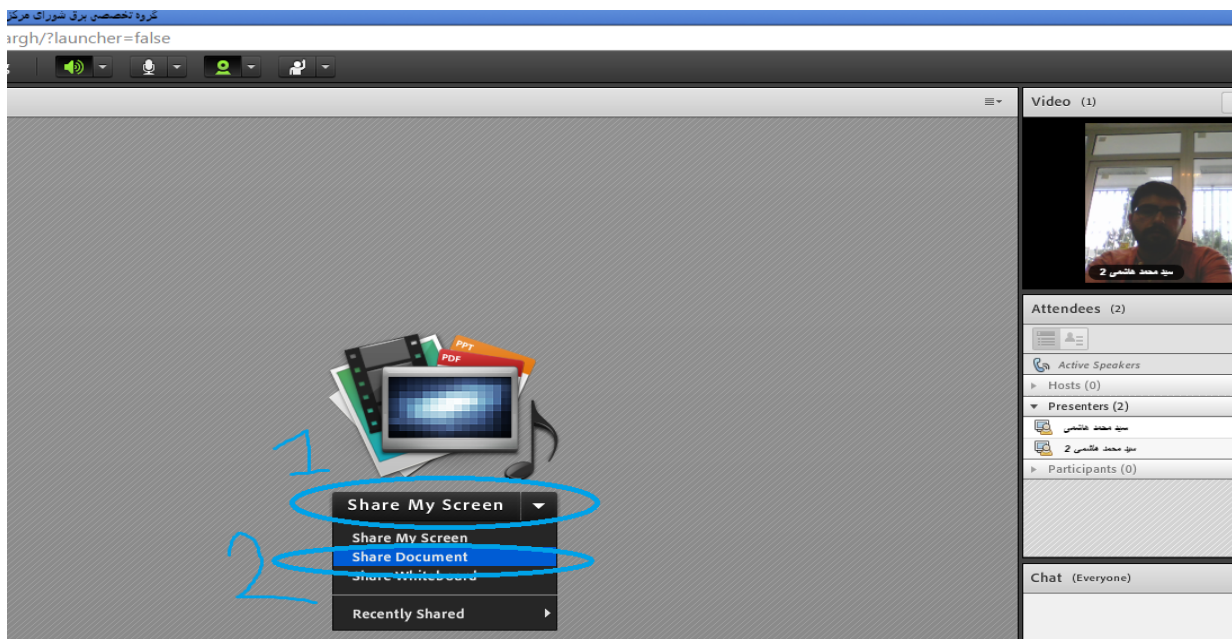 گروه تخصصی برق شورای مرکز
argh/?launcher=false
Video (1)
سید محمد هاشمی 2
Attendees (2)
Active Speakers
Hosts (0)
Presenters (2)
سید محمد هاشمی
سید محمد هاشمی 2
Participants (0)
Chat (Everyone)
PPT
PDF
1
Share My Screen
Share My Screen
2
Share Document
Share Whiteboard
Recently Shared